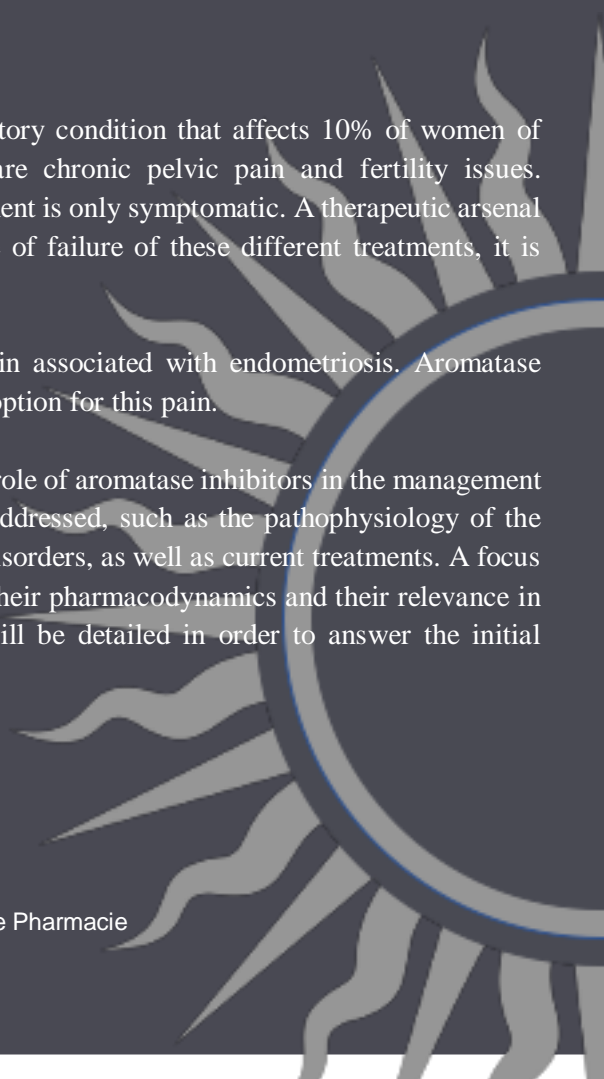 tory condition that affects 10% of women of
are chronic pelvic pain and fertility issues.
ent is only symptomatic. A therapeutic arsenal
of failure of these different treatments, it is
in associated with endometriosis. Aromatase
option for this pain.
role of aromatase inhibitors in the management
ddressed, such as the pathophysiology of the
isorders, as well as current treatments. A focus
heir pharmacodynamics and their relevance in
ill be detailed in order to answer the initial
e Pharmacie